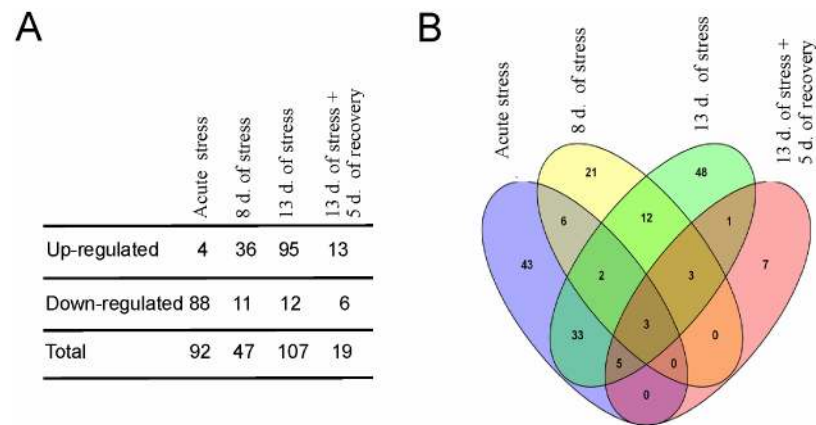 A
Acute stress
8 d. of stress
13 d. of stress
13 d. of stress +
5 d. of recovery
Up-regulated 4 36 95 13
Down-regulated 88 11 12 6
Total 92 47 107 19
B
Acute stress
8 d. of stress
13 d. of stress
13 d. of stress +
5 d. of recovery
21
48
6
12
1
43
2
3
7
33
3
0
5
0
0